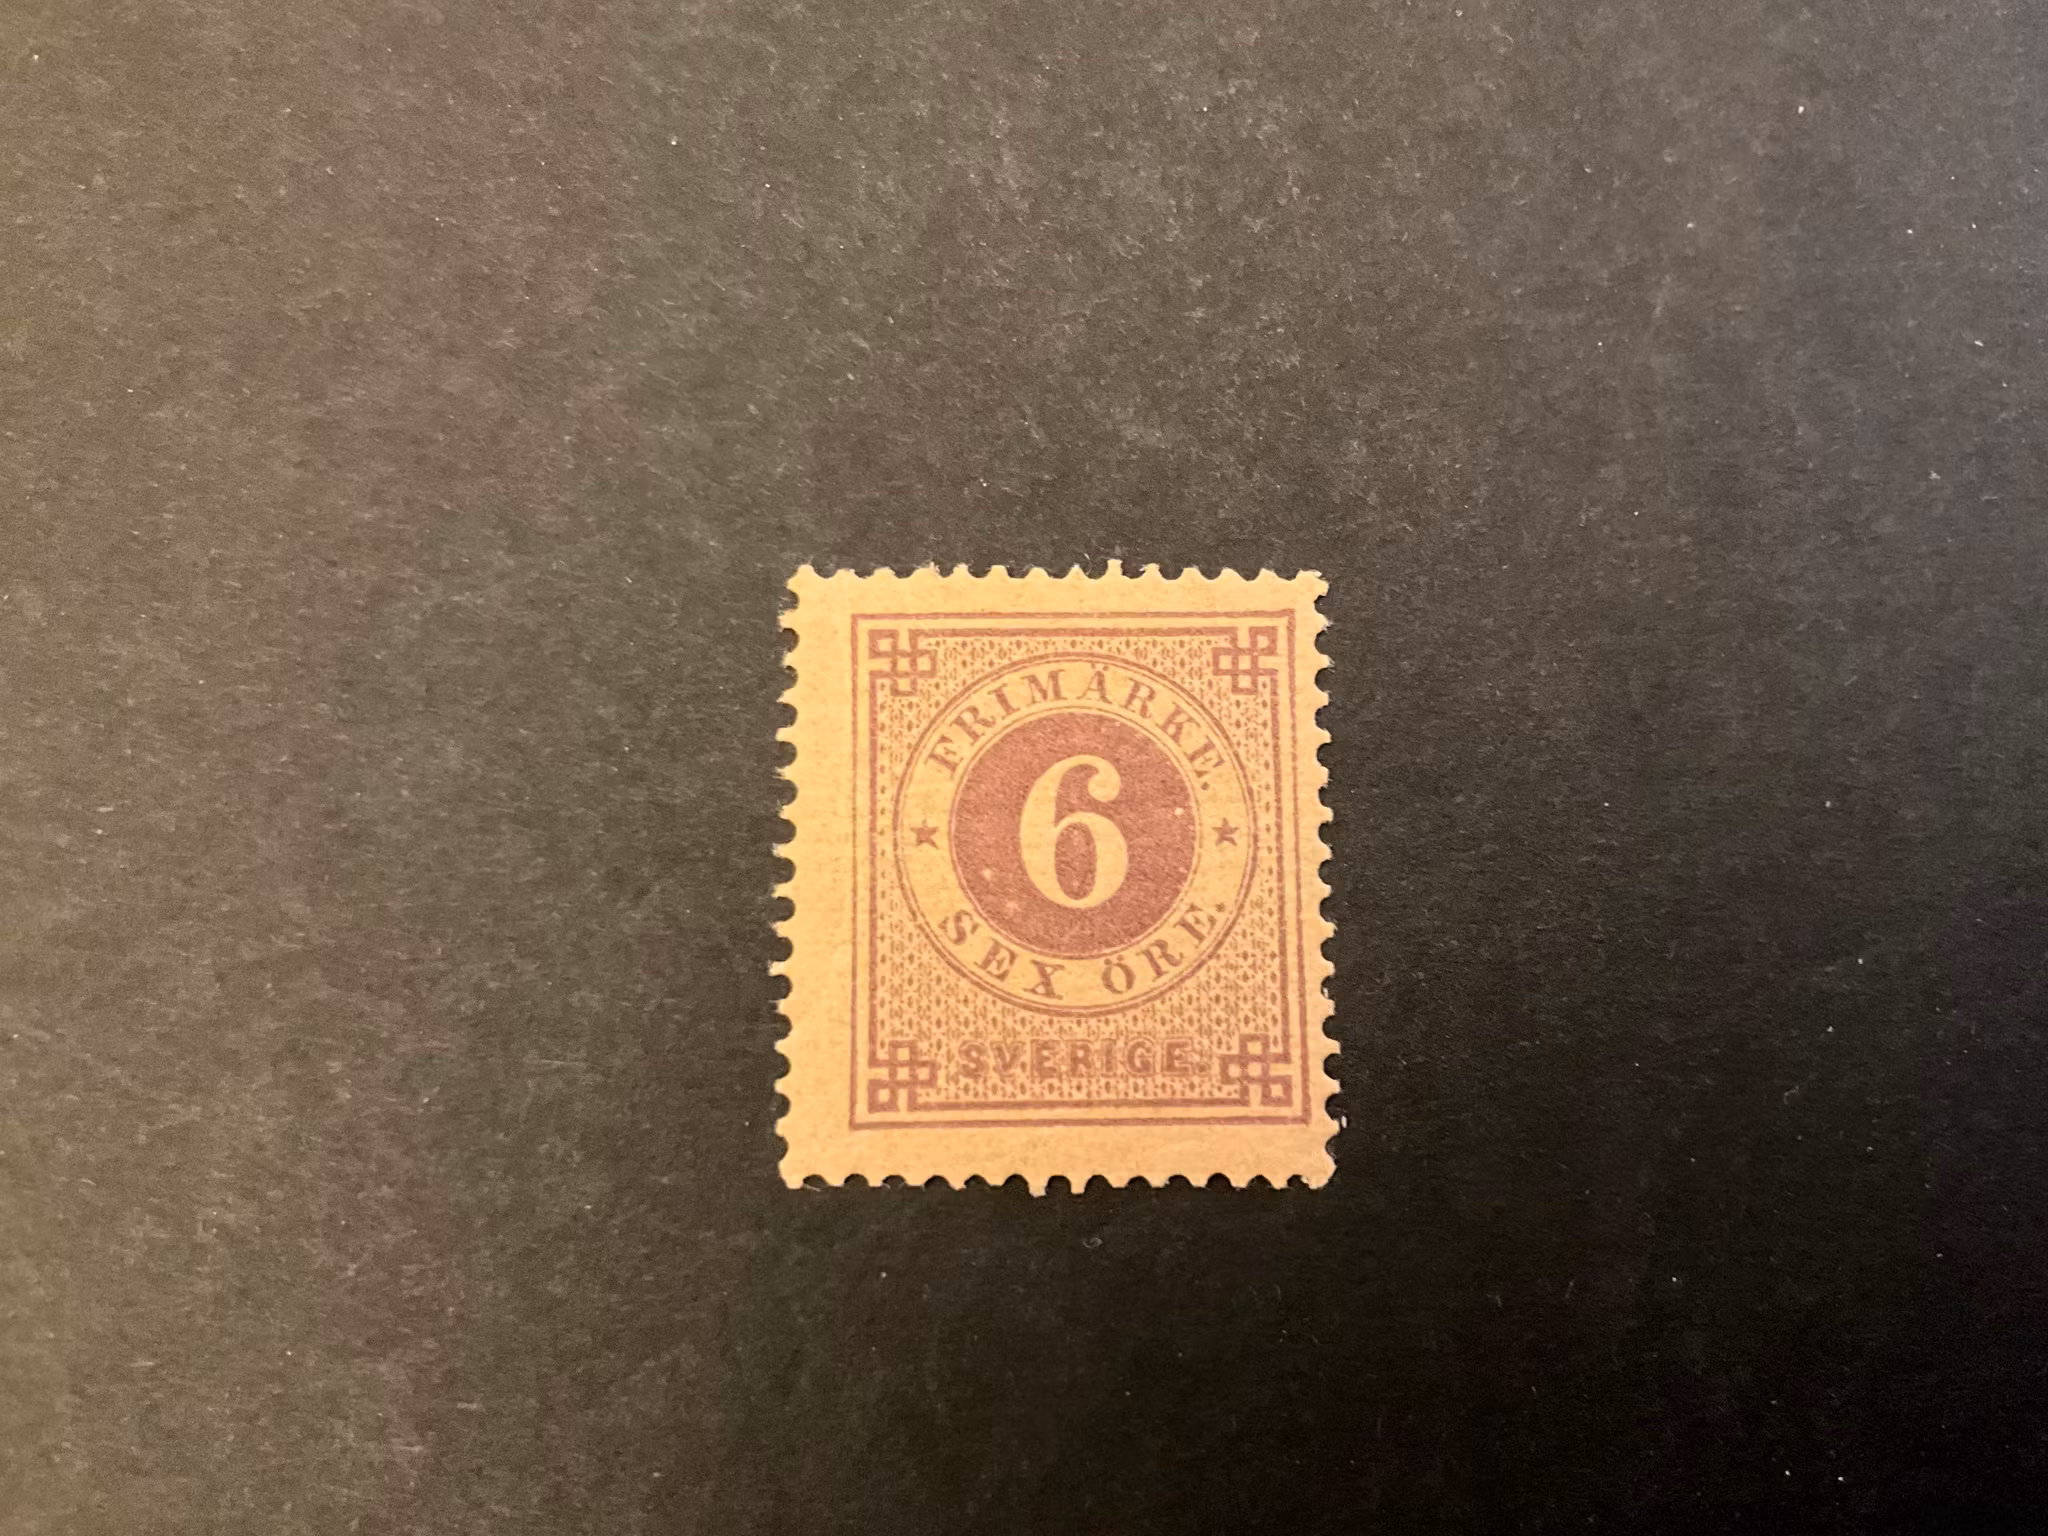 FRIMÄRKE.
6
SEX ÖRE.
SVERIGE.